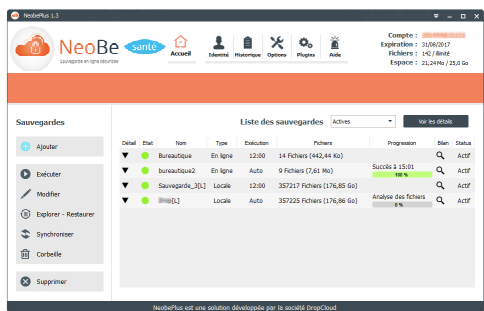 NeobePlus 1.3
NeoBe santé
Sauvegarde en ligne sécurisée
Accueil
Identité
Historique
Options
Plugins
Aide
Compte :
Expiration : 31/08/2017
Fichiers : 142 / illimité
Espace : 21,24 Mo / 25,0 Go
Sauvegardes
Liste des sauvegardes
Actives
Voir les détails
Ajouter
Exécuter
Modifier
Explorer - Restaurer
Synchroniser
Corbeille
Supprimer
Détail Etat Nom Type Exécution Fichiers Progression Bilan Status
Bureautique En ligne 12:00 14 Fichiers (442,44 Ko) Actif
bureautique2 En ligne Auto 9 Fichiers (7,61 Mo) Succès à 15:01 100 % Actif
Sauvegarde_3[L] Locale 12:00 357217 Fichiers (176,85 Go) Actif
[L] Locale Auto 357225 Fichiers (176,86 Go) Analyse des fichiers 0 % Actif
NeobePlus est une solution développée par la société DropCloud